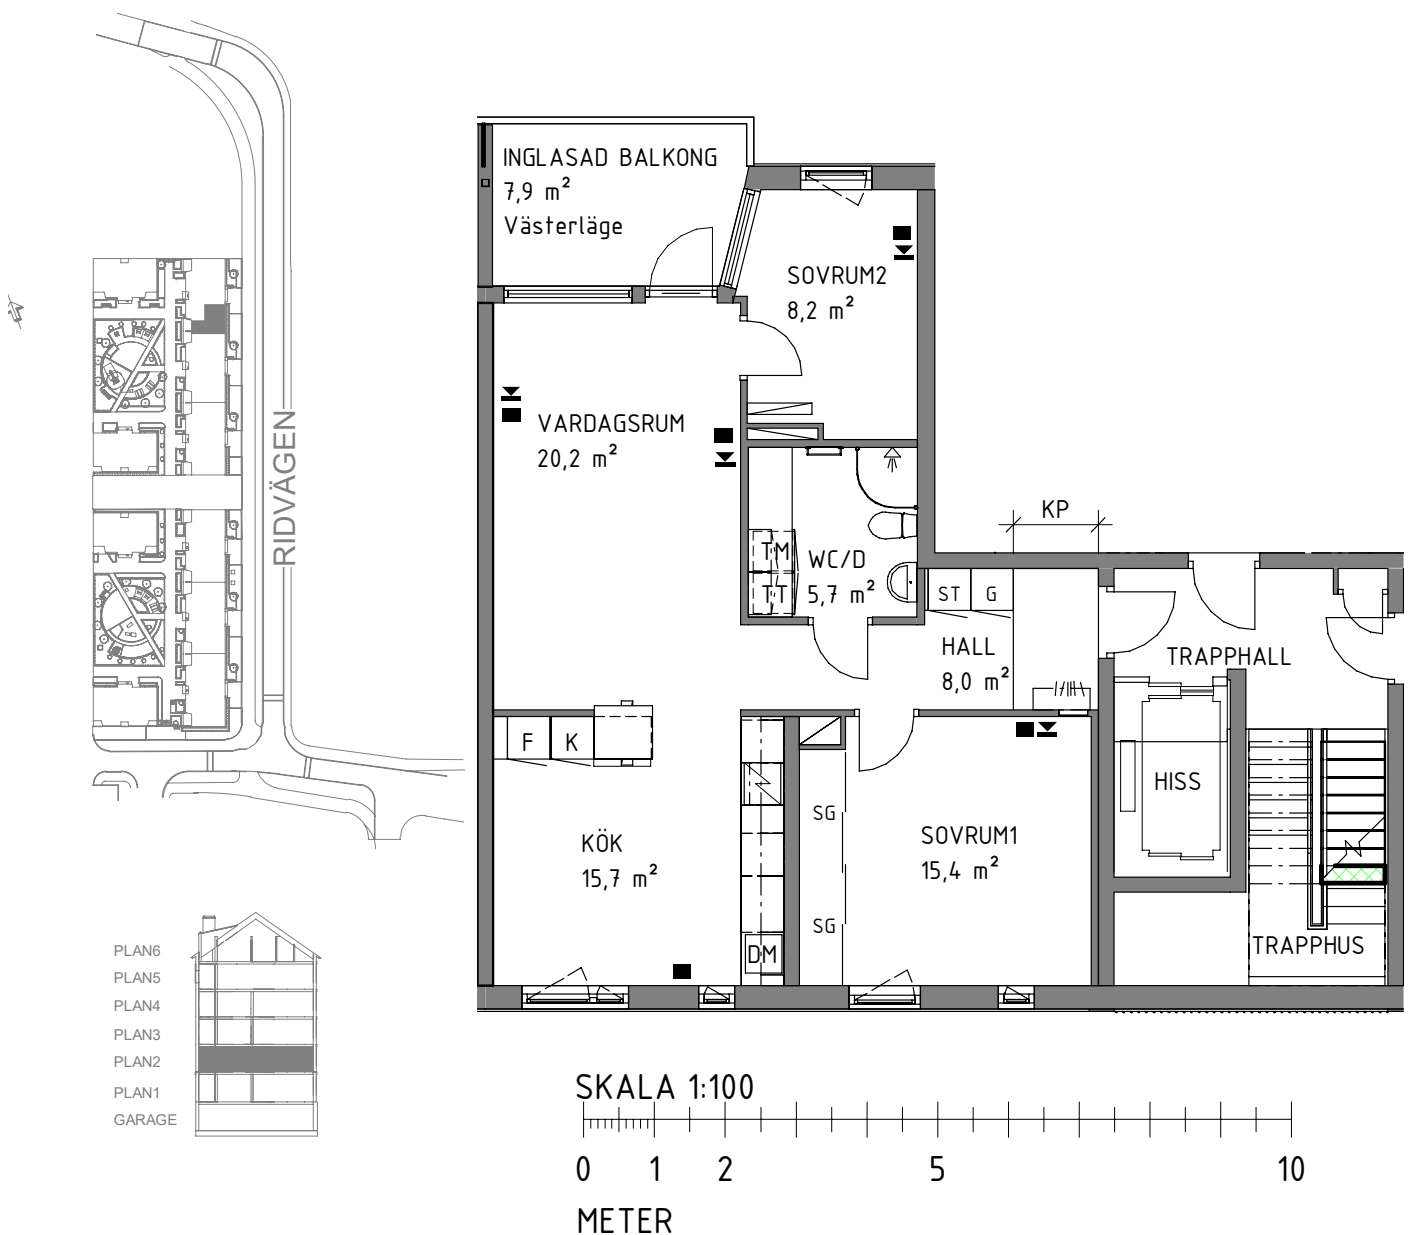 INGLASAD BALKONG
7,9 m²
Västerläge
SOVRUM2
8,2 m²
VARDAGSRUM
20,2 m²
RIDVÄGEN
KP
TM
WC/D
TT
5,7 m²
ST
G
HALL
8,0 m²
TRAPPHALL
F
K
HISS
SG
KÖK
15,7 m²
SOVRUM1
15,4 m²
SG
DM
TRAPPHUS
PLAN6
PLAN5
PLAN4
PLAN3
PLAN2
PLAN1
GARAGE
SKALA 1:100
0 1 2 5 10
METER